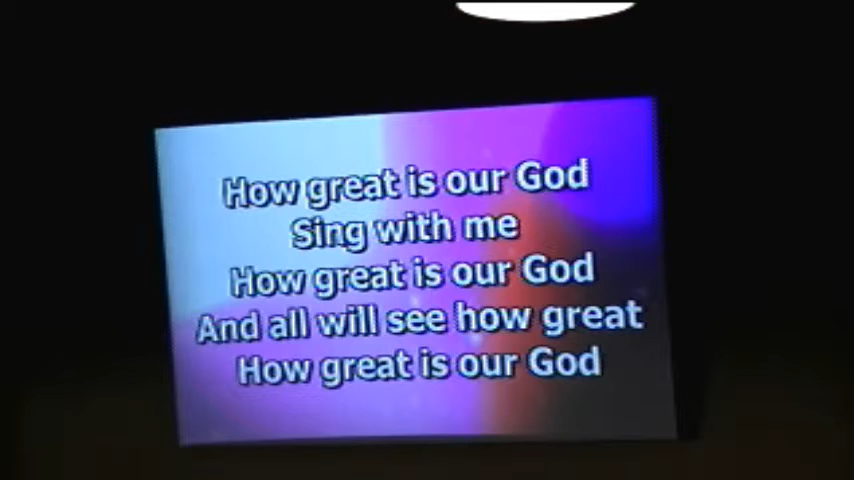 How great is our God
Sing with me
How great is our God
And all will see how great
How great is our God